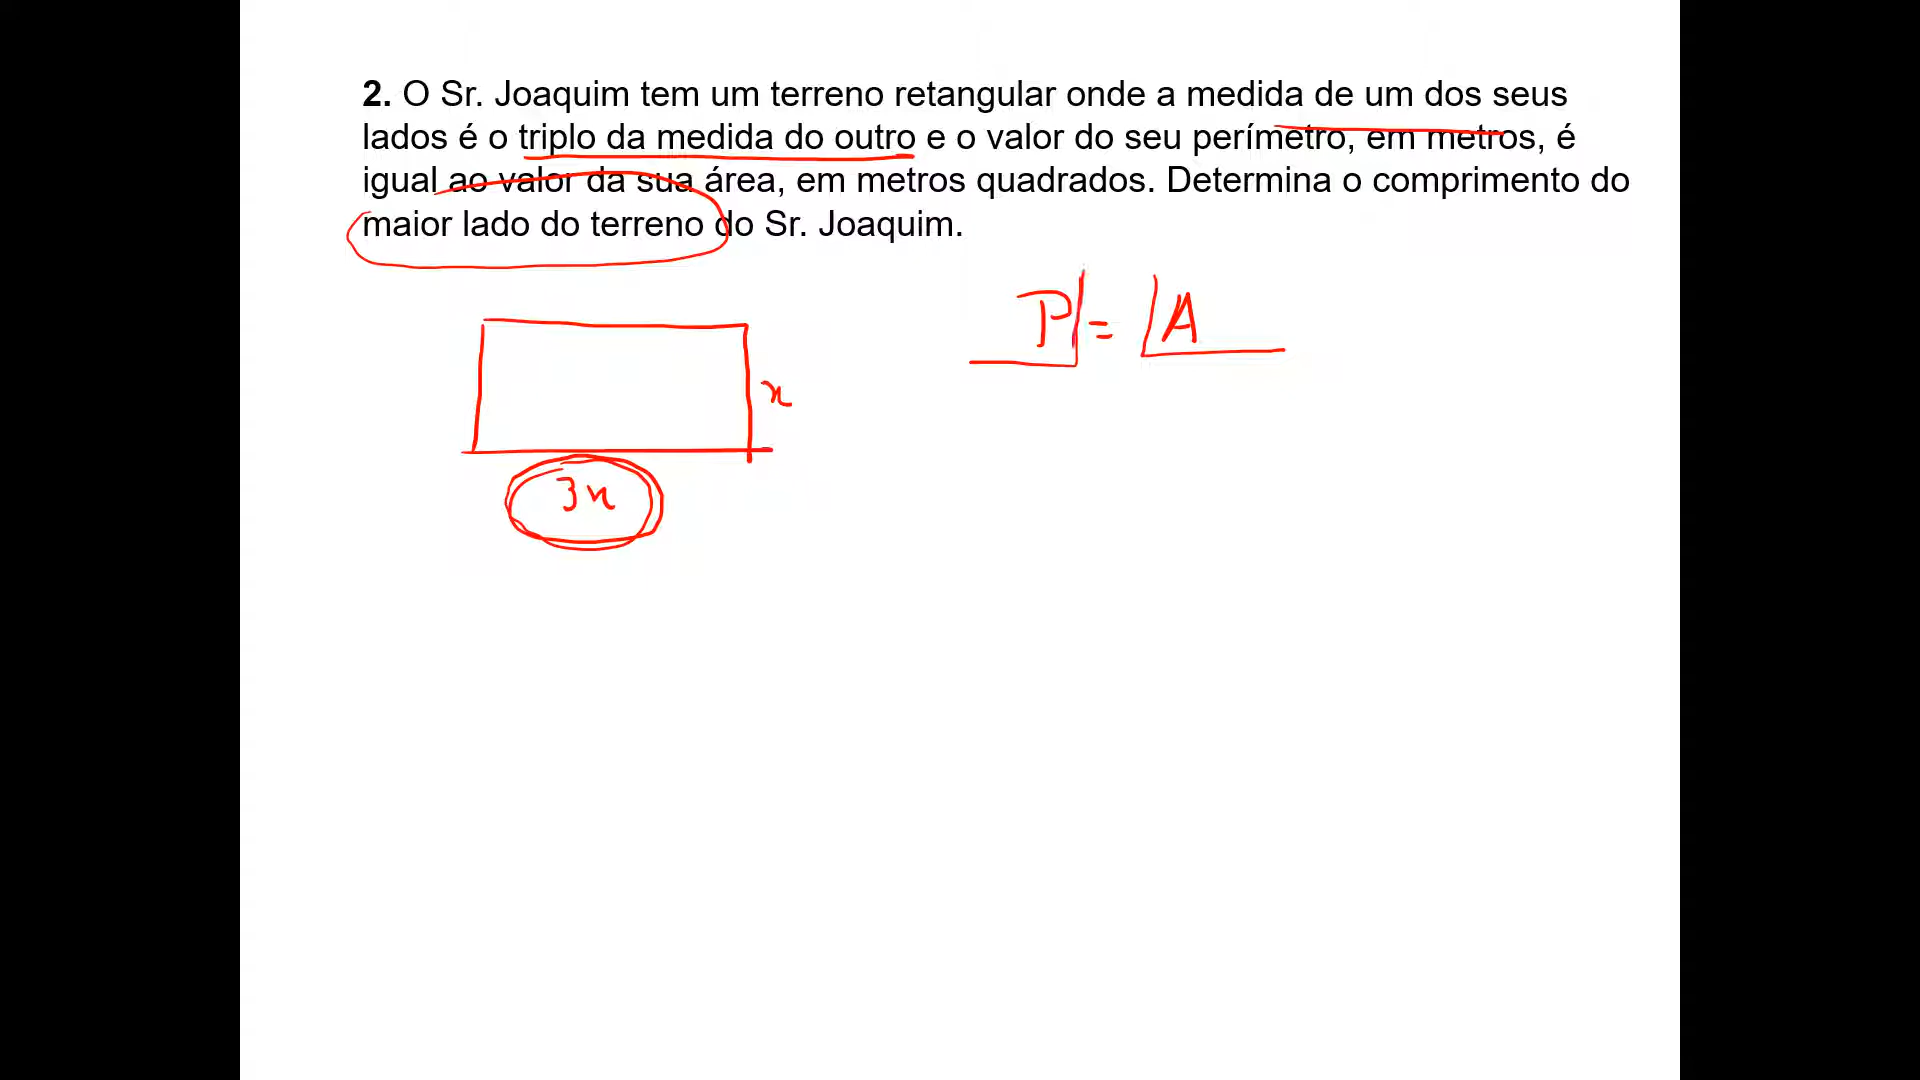 2. O Sr. Joaquim tem um terreno retangular onde a medida de um dos seus
lados é o triplo da medida do outro e o valor do seu perímetro, em metros, é
igual ao valor da sua área, em metros quadrados. Determina o comprimento do
maior lado do terreno do Sr. Joaquim.
P = A
x
3x